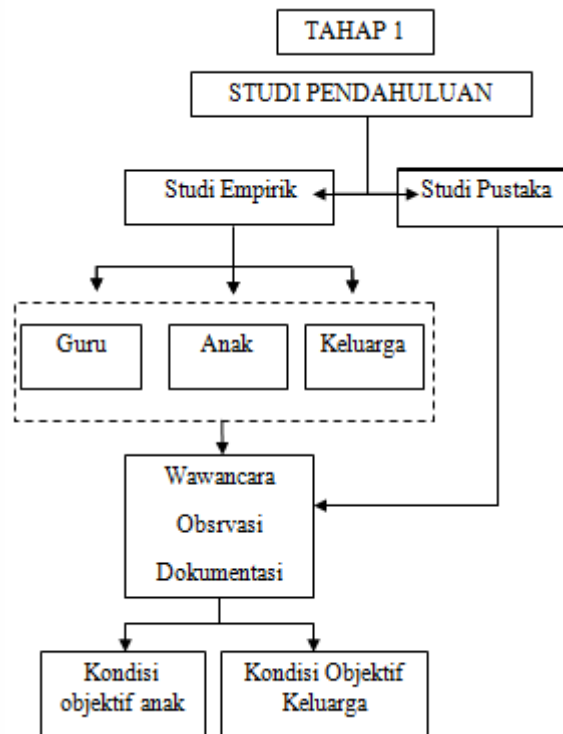 TAHAP 1
STUDI PENDAHULUAN
Studi Empirik
Studi Pustaka
Guru
Anak
Keluarga
Wawancara
Obsrvasi
Dokumentasi
Kondisi
objektif anak
Kondisi Objektif
Keluarga